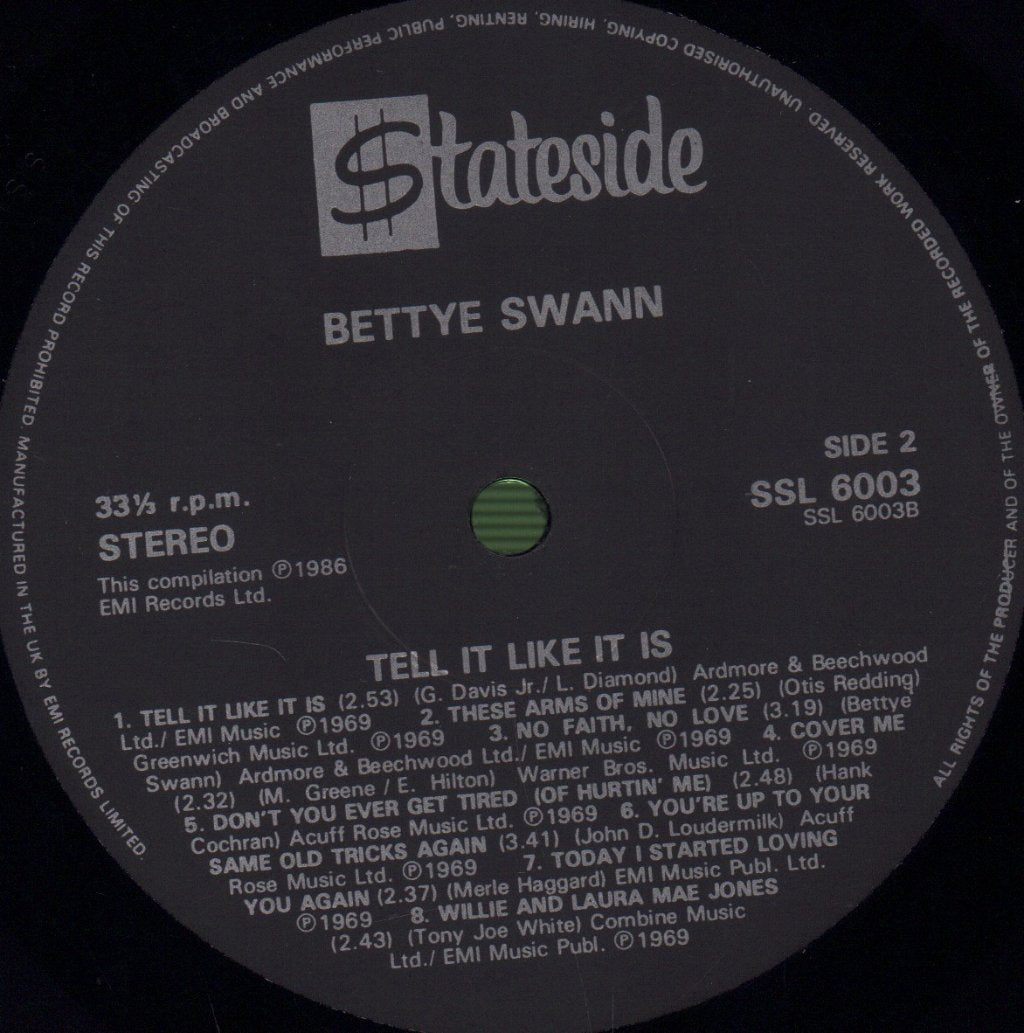 $tateside
BETTYE SWANN
SIDE 2
SSL 6003
SSL 6003B
33⅓ r.p.m.
STEREO
This compilation ℗1986
EMI Records Ltd.
TELL IT LIKE IT IS
1. TELL IT LIKE IT IS (2.53) (G. Davis Jr./ L. Diamond) Ardmore & Beechwood
Ltd./ EMI Music ℗1969 2. THESE ARMS OF MINE (2.25) (Otis Redding)
Greenwich Music Ltd. ℗1969 3. NO FAITH, NO LOVE (3.19) (Bettye
Swann) Ardmore & Beechwood Ltd./ EMI Music ℗1969 4. COVER ME
(2.32) (M. Greene / E. Hilton) Warner Bros. Music Ltd. ℗1969
5. DON'T YOU EVER GET TIRED (OF HURTIN' ME) (2.48) (Hank
Cochran) Acuff Rose Music Ltd. ℗1969 6. YOU'RE UP TO YOUR
SAME OLD TRICKS AGAIN (3.41) (John D. Loudermilk) Acuff
Rose Music Ltd. ℗1969 7. TODAY I STARTED LOVING
YOU AGAIN (2.37) (Merle Haggard) EMI Music Publ. Ltd.
℗1969 8. WILLIE AND LAURA MAE JONES
(2.43) (Tony Joe White) Combine Music
Ltd./ EMI Music Publ. ℗1969
ALL RIGHTS OF THE PRODUCER AND OF THE OWNER OF THE RECORDED WORK RESERVED. UNAUTHORISED COPYING, HIRING, RENTING, PUBLIC PERFORMANCE AND BROADCASTING OF THIS RECORD PROHIBITED. MANUFACTURED IN THE UK BY EMI RECORDS LIMITED.